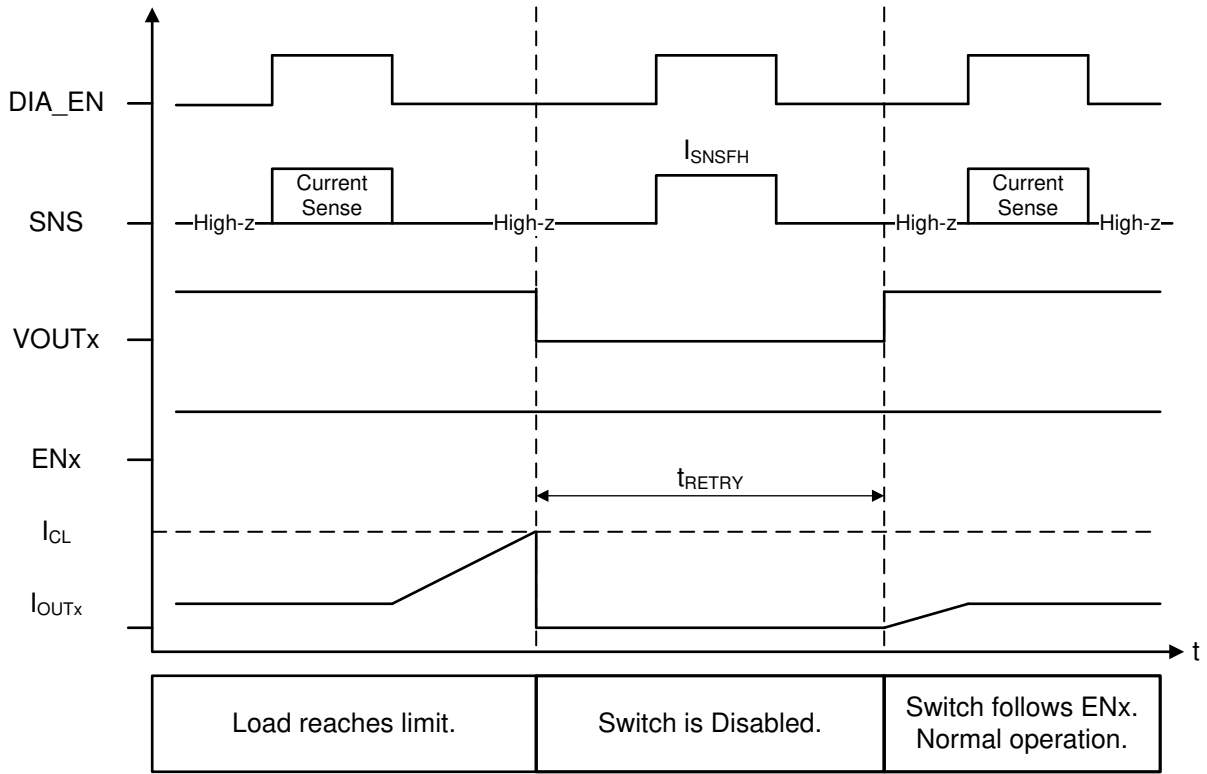 DIA_EN
I_SNSFH
Current
Sense
Current
Sense
SNS
High-z
High-z
High-z
High-z
VOUTx
ENx
t_RETRY
I_CL
I_OUTx
t
Load reaches limit.
Switch is Disabled.
Switch follows ENx.
Normal operation.